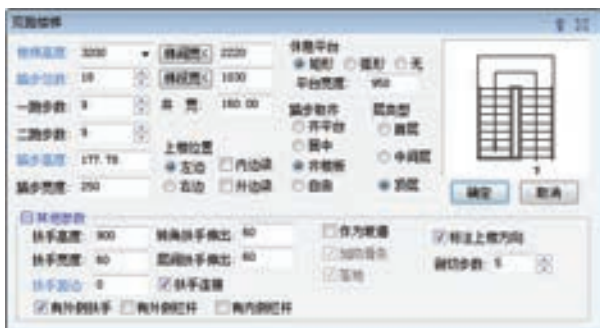 双跑楼梯
楼梯高度 3200 梯间宽< 2220 休息平台
踏步总数 18 梯段宽< 1030 矩形 弧形 无
一跑步数 9 井 宽: 160.00 平台宽度: 950
二跑步数 9 踏步取齐 层类型
踏步高度 177.78 上楼位置 齐平台 首层
踏步宽度: 250 左边 内边梁 居中 中间层
右边 外边梁 齐楼板 顶层
自由
确定 取消
其他参数
扶手高度: 900 转角扶手伸出: 60 作为坡道 标注上楼方向
扶手宽度: 60 层间扶手伸出: 60 加防滑条 剖切步数: 5
扶手距边: 0 扶手连接 落地
有外侧扶手 有外侧栏杆 有内侧栏杆